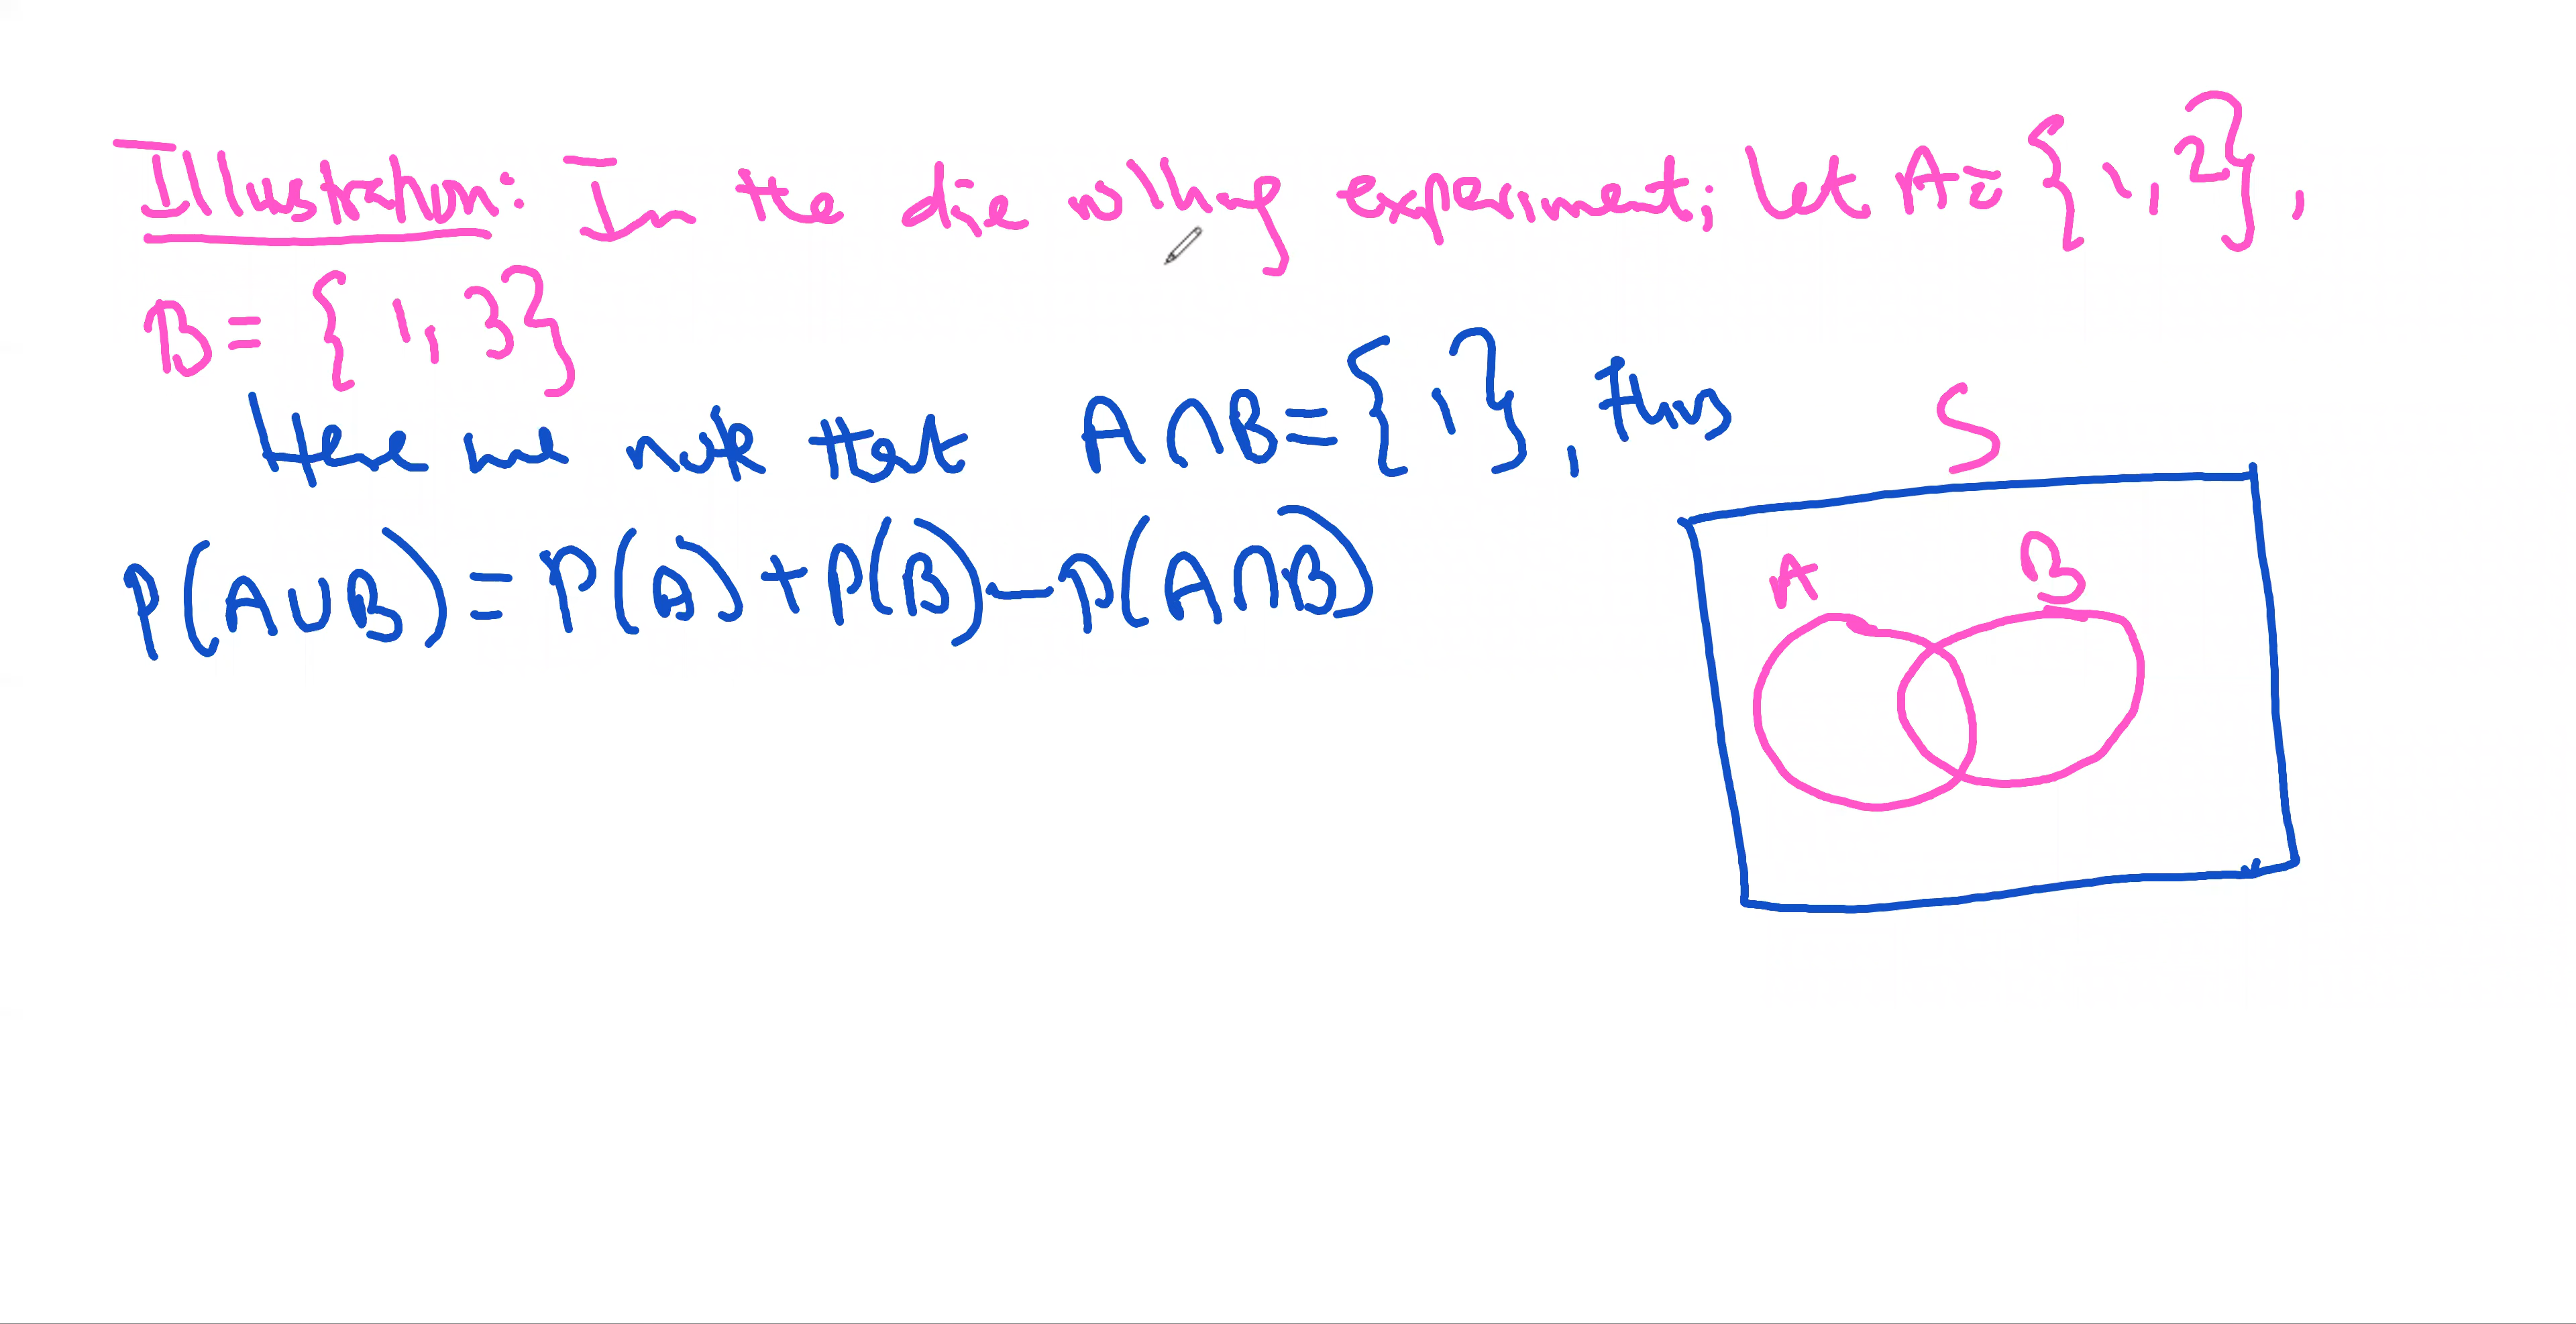 Illustration: In the die rolling experiment; let A = {1, 2},
B = {1, 3}
Here we note that A∩B = {1}, thus
P(A∪B) = P(A) + P(B) − P(A∩B)
S
A B